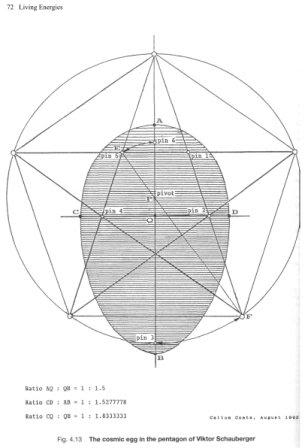 72 Living Energies
A
pin 6
E
pin 5
pin 1
pivot
P
C
pin 4
Q
pin 2
D
F
pin 3
B
Ratio AQ : QB = 1 : 1.5
Ratio CD : AB = 1 : 1.5277778
Ratio CQ : QB = 1 : 1.8333331
Callum Coats, August 1982
Fig. 4.13 The cosmic egg in the pentagon of Viktor Schauberger